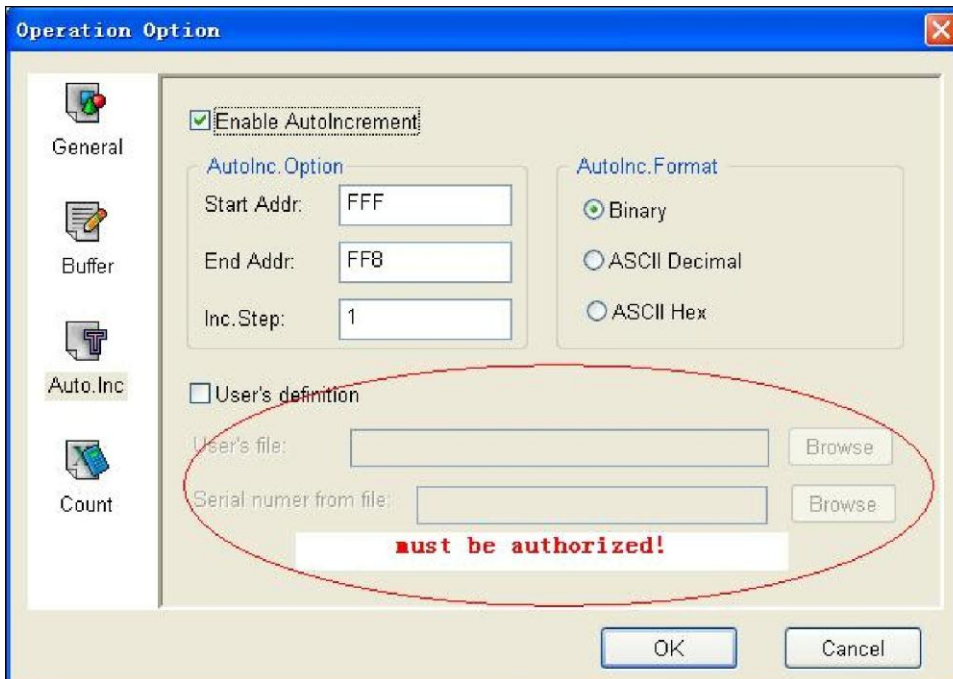 Operation Option
General
Buffer
Auto.Inc
Count
Enable AutoIncrement
AutoInc.Option
Start Addr: FFF
End Addr: FF8
Inc.Step: 1
AutoInc.Format
Binary
ASCII Decimal
ASCII Hex
User's definition
User's file: Browse
Serial numer from file: Browse
must be authorized!
OK Cancel